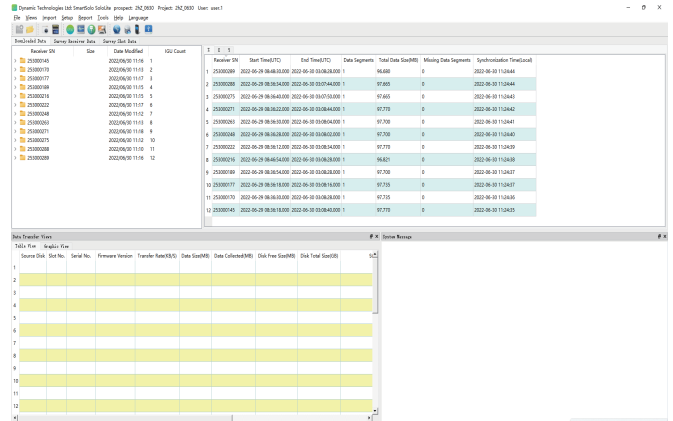 Dynamic Technologies Ltd: SmartSolo SoloLite prospect: 2hZ_0630 Project: 2hZ_0630 User: user.1
File Views Import Setup Report Tools Help Language
Downloaded Data Survey Receiver Data Survey Shot Data
Receiver SN Size Date Modified IGU Count
253000145 2022/06/30 11:16 1
253000170 2022/06/30 11:13 2
253000177 2022/06/30 11:17 3
253000189 2022/06/30 11:15 4
253000216 2022/06/30 11:15 5
253000222 2022/06/30 11:17 6
253000248 2022/06/30 11:12 7
253000263 2022/06/30 11:13 8
253000271 2022/06/30 11:18 9
253000275 2022/06/30 11:12 10
253000288 2022/06/30 11:10 11
253000289 2022/06/30 11:16 12
Receiver SN Start Time(UTC) End Time(UTC) Data Segments Total Data Size(MB) Missing Data Segments Synchronization Time(Local)
1 253000289 2022-06-29 08:48:30.000 2022-06-30 03:08:28.000 1 96.680 0 2022-06-30 11:24:44
2 253000288 2022-06-29 08:36:34.000 2022-06-30 03:07:44.000 1 97.665 0 2022-06-30 11:24:44
3 253000275 2022-06-29 08:36:40.000 2022-06-30 03:07:50.000 1 97.665 0 2022-06-30 11:24:43
4 253000271 2022-06-29 08:36:22.000 2022-06-30 03:08:44.000 1 97.770 0 2022-06-30 11:24:42
5 253000263 2022-06-29 08:36:30.000 2022-06-30 03:08:04.000 1 97.700 0 2022-06-30 11:24:41
6 253000248 2022-06-29 08:36:28.000 2022-06-30 03:08:02.000 1 97.700 0 2022-06-30 11:24:40
7 253000222 2022-06-29 08:36:12.000 2022-06-30 03:08:34.000 1 97.770 0 2022-06-30 11:24:39
8 253000216 2022-06-29 08:46:54.000 2022-06-30 03:08:28.000 1 96.821 0 2022-06-30 11:24:38
9 253000189 2022-06-29 08:36:54.000 2022-06-30 03:08:28.000 1 97.700 0 2022-06-30 11:24:37
10 253000177 2022-06-29 08:36:18.000 2022-06-30 03:08:16.000 1 97.735 0 2022-06-30 11:24:37
11 253000170 2022-06-29 08:36:30.000 2022-06-30 03:08:28.000 1 97.735 0 2022-06-30 11:24:36
12 253000145 2022-06-29 08:36:18.000 2022-06-30 03:08:40.000 1 97.770 0 2022-06-30 11:24:35
Data Transfer Views
System Message
Table View Graphic View
Source Disk Slot No. Serial No. Firmware Version Transfer Rate(KB/S) Data Size(MB) Data Collected(MB) Disk Free Size(MB) Disk Total Size(GB)
1
2
3
4
5
6
7
8
9
10
11
12